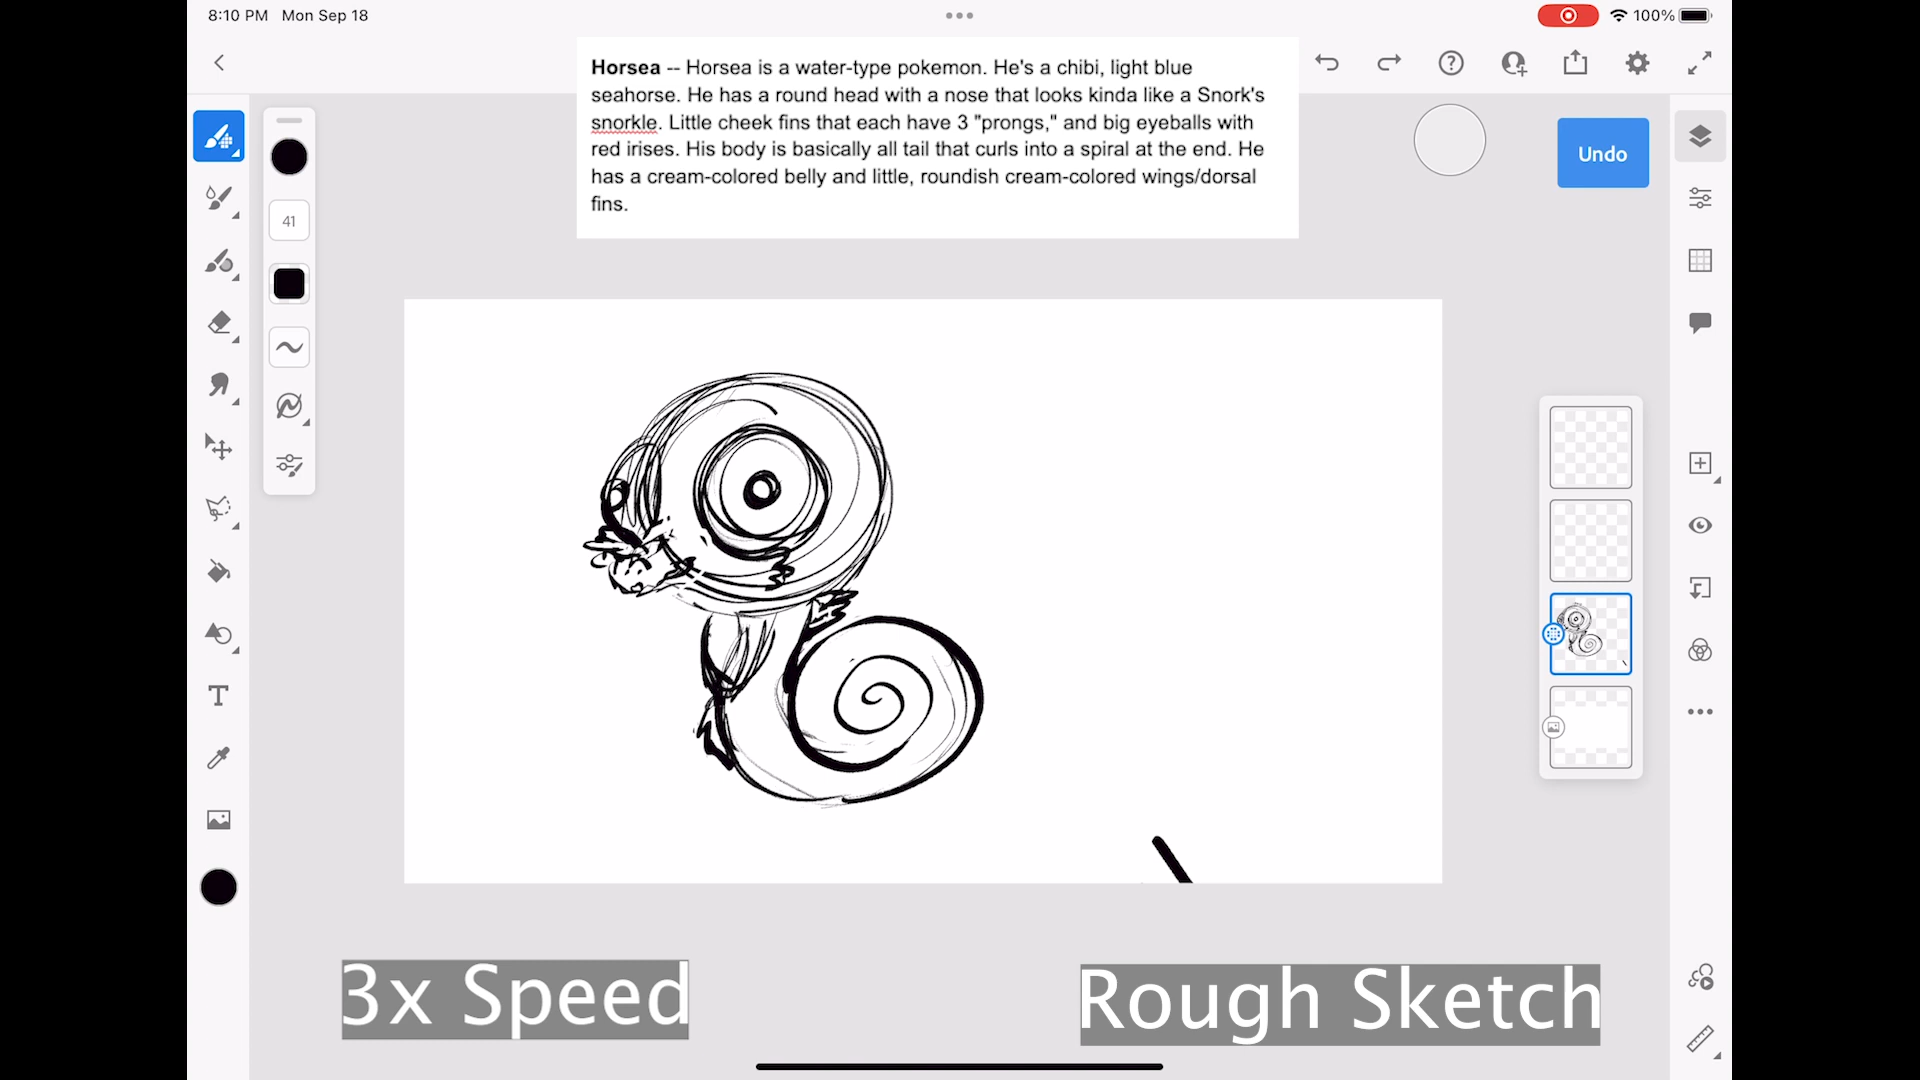 8:10 PM Mon Sep 18
100%
Horsea -- Horsea is a water-type pokemon. He's a chibi, light blue
seahorse. He has a round head with a nose that looks kinda like a Snork's
snorkle. Little cheek fins that each have 3 "prongs," and big eyeballs with
red irises. His body is basically all tail that curls into a spiral at the end. He
has a cream-colored belly and little, roundish cream-colored wings/dorsal
fins.
Undo
41
3x Speed
Rough Sketch